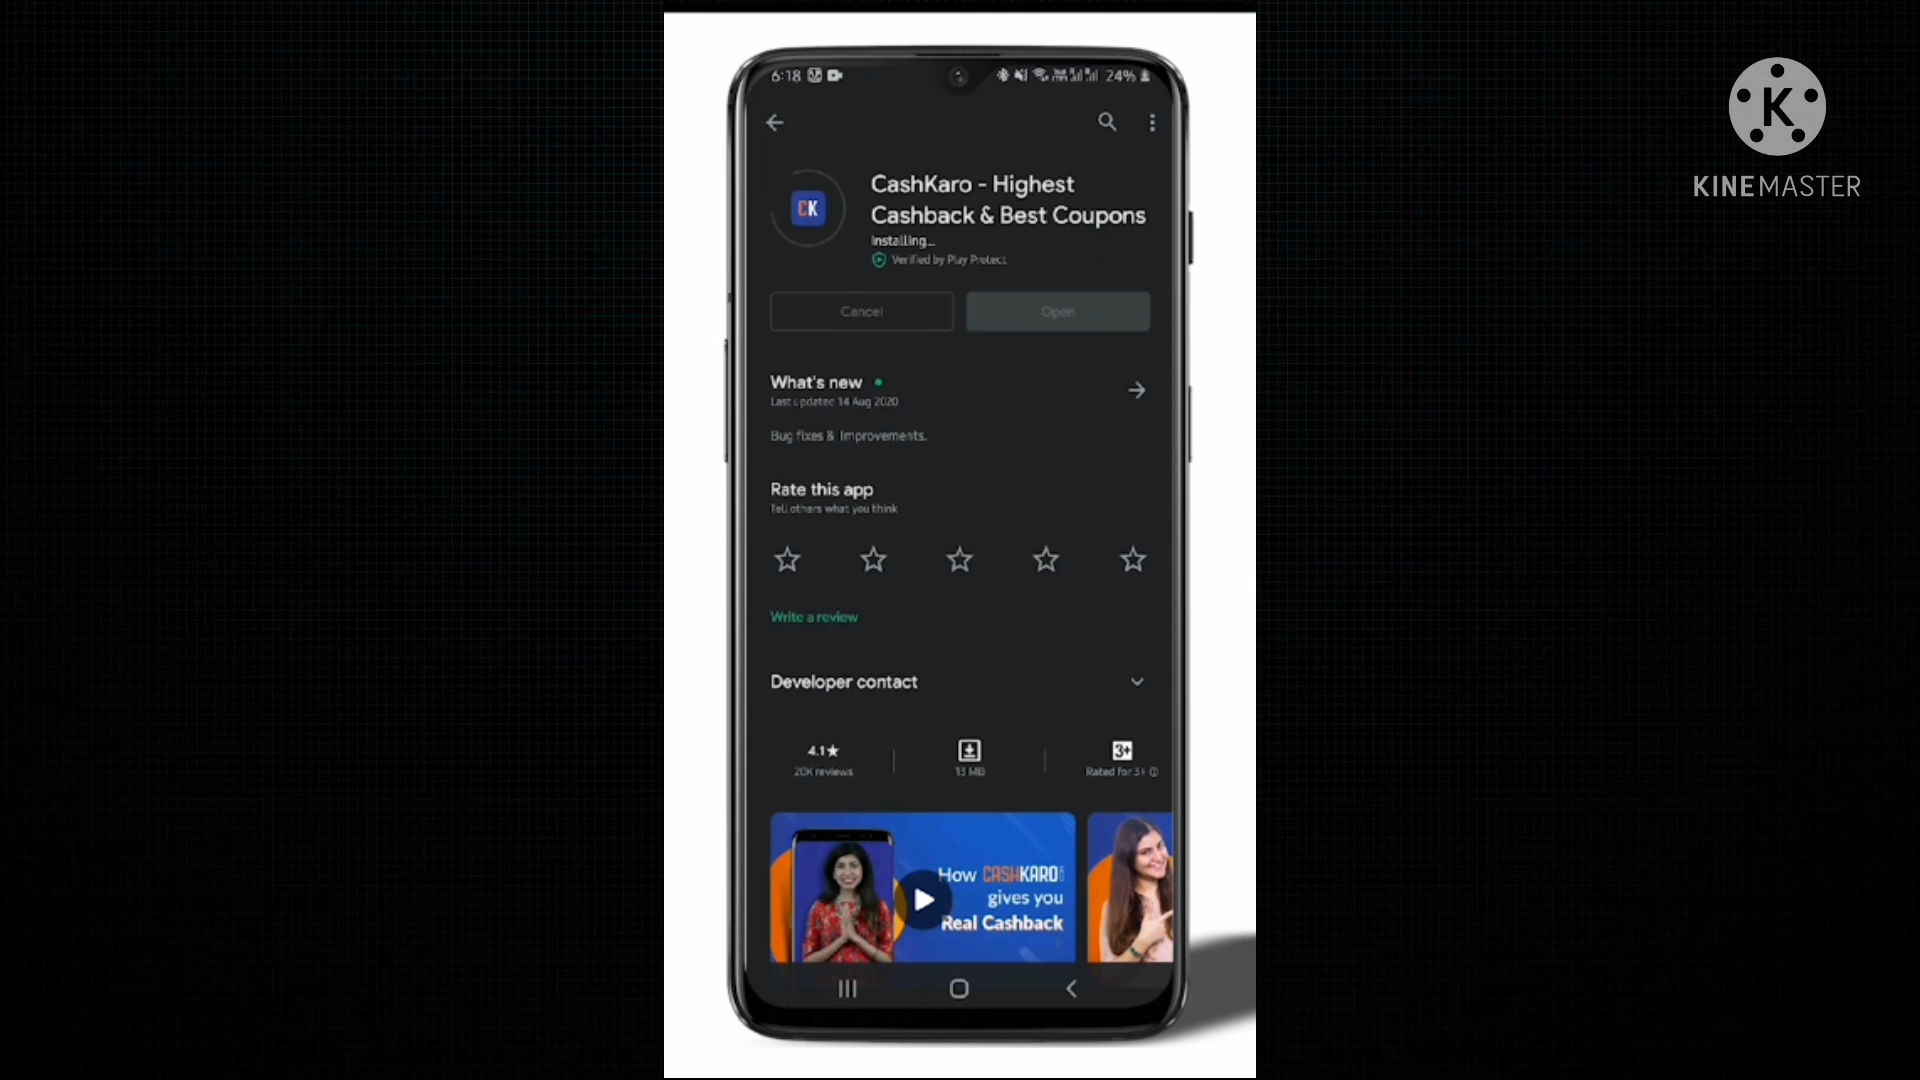 6:18 24%
KINEMASTER
CK
CashKaro - Highest
Cashback & Best Coupons
Installing...
Verified by Play Protect
Cancel
Open
What's new
Last updated 14 Aug 2020
Bug fixes & Improvements.
Rate this app
Tell others what you think
Write a review
Developer contact
4.1★
20K reviews
13 MB
3+
Rated for 3+
How CASHKARO
gives you
Real Cashback